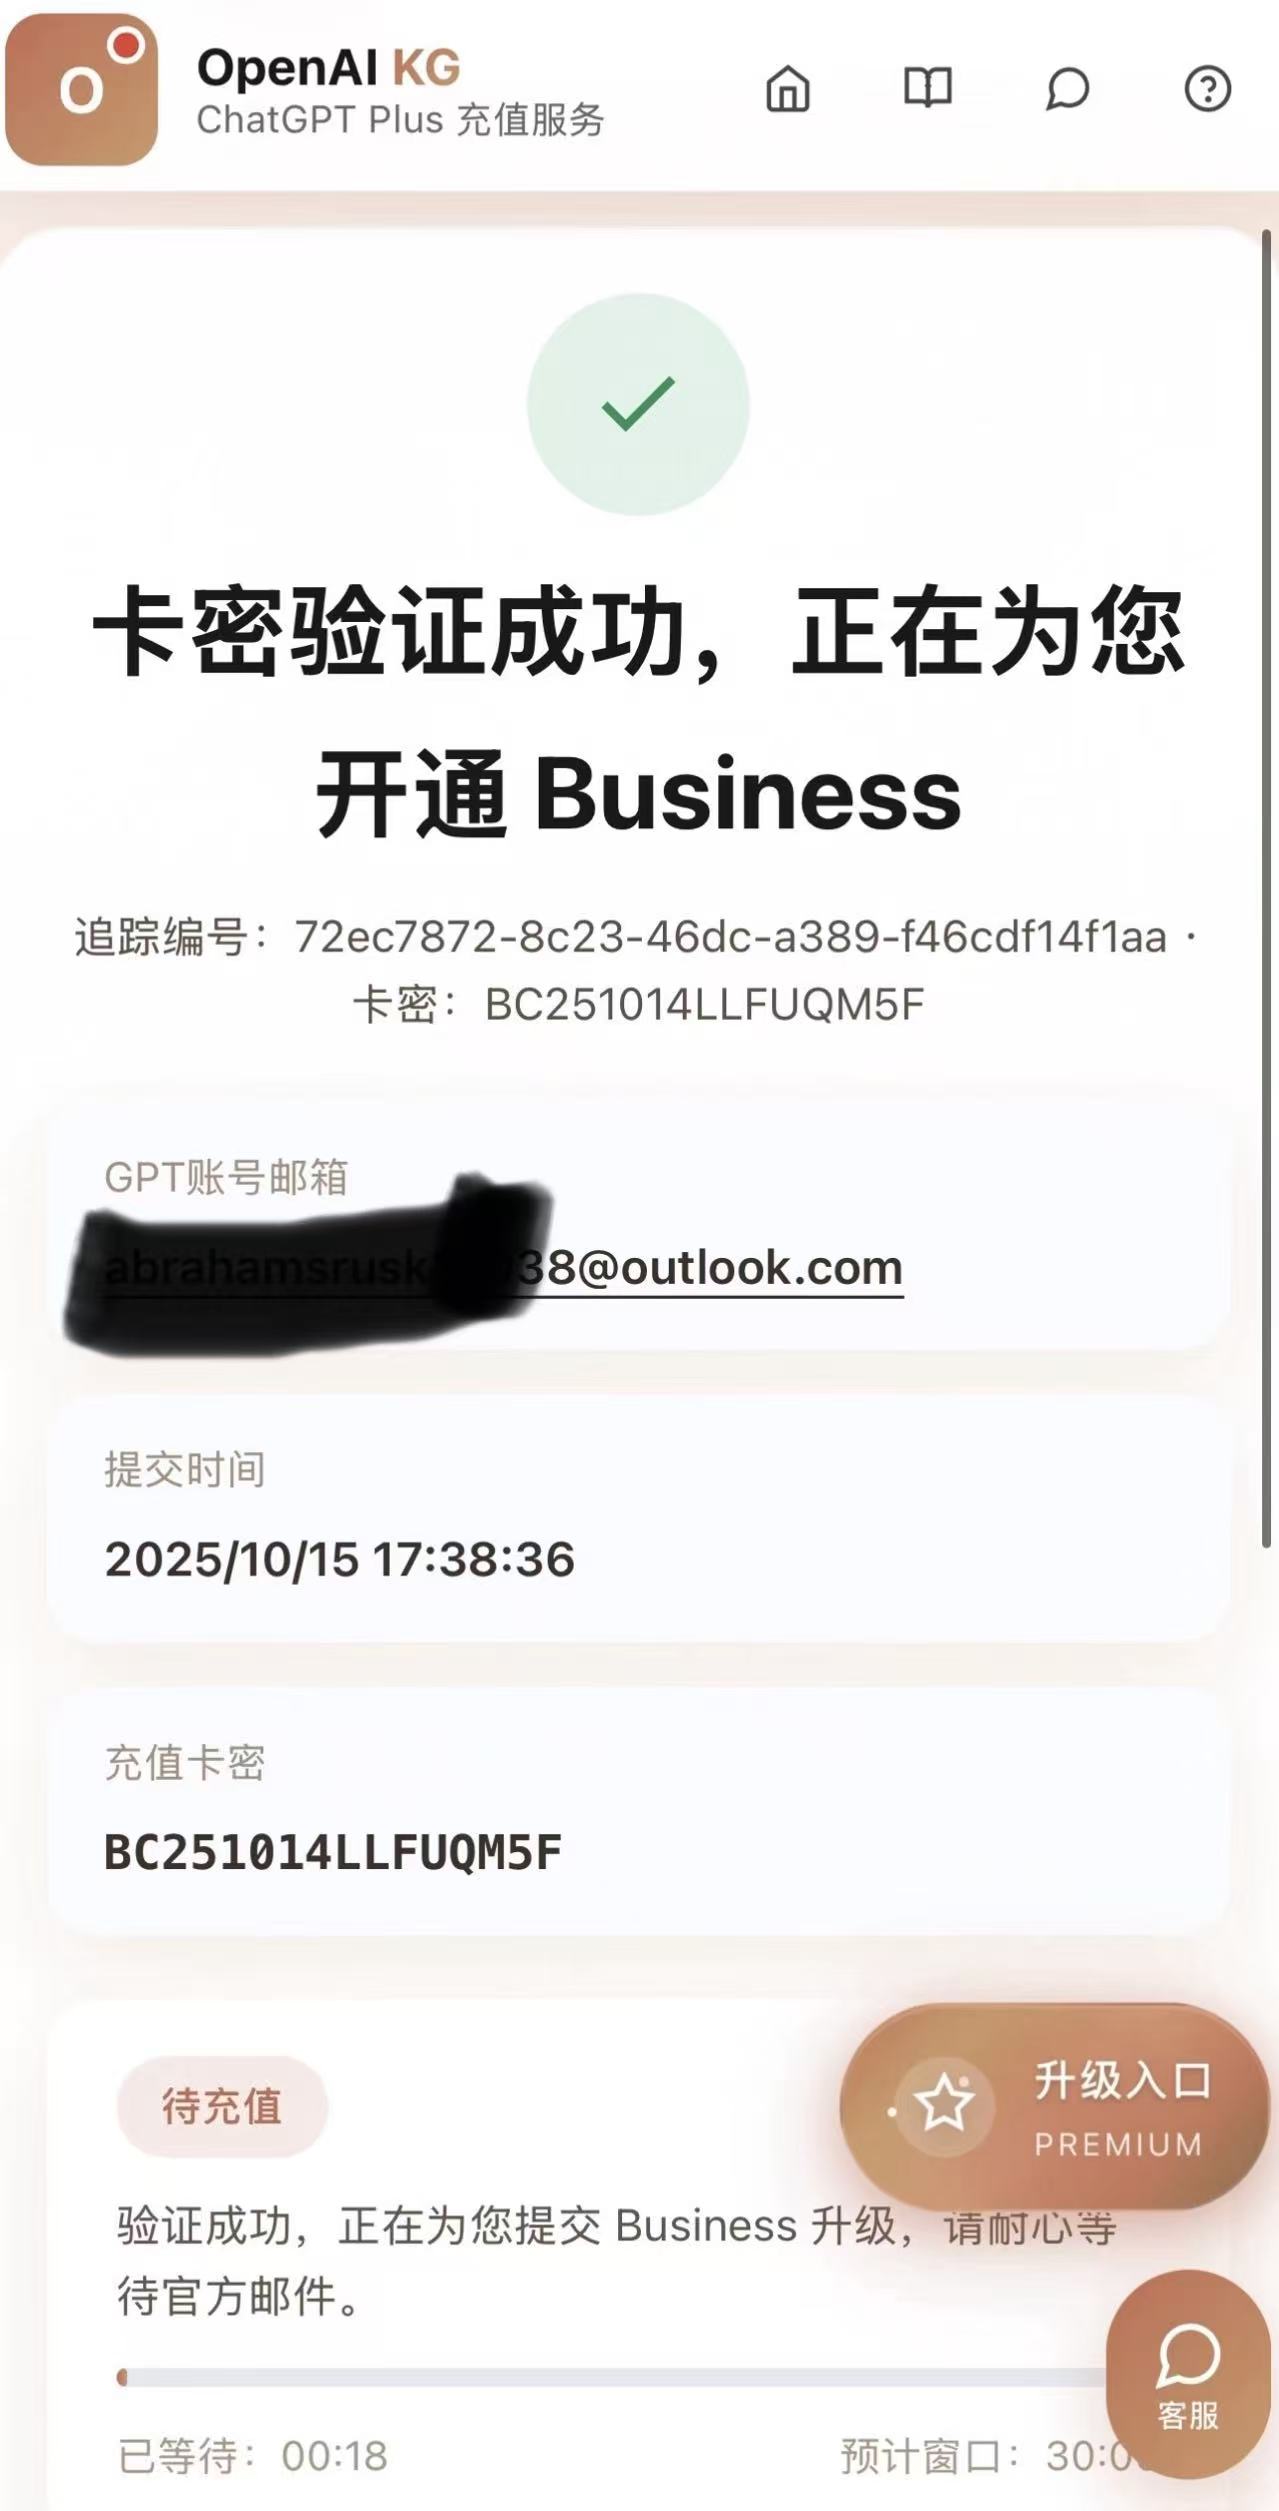 O
OpenAI KG
ChatGPT Plus 充值服务
卡密验证成功，正在为您
开通 Business
追踪编号：72ec7872-8c23-46dc-a389-f46cdf14f1aa ·
卡密：BC251014LLFUQM5F
GPT账号邮箱
38@outlook.com
提交时间
2025/10/15 17:38:36
充值卡密
BC251014LLFUQM5F
待充值
升级入口
PREMIUM
验证成功，正在为您提交 Business 升级，请耐心等
待官方邮件。
客服
已等待：00:18
预计窗口：30:0